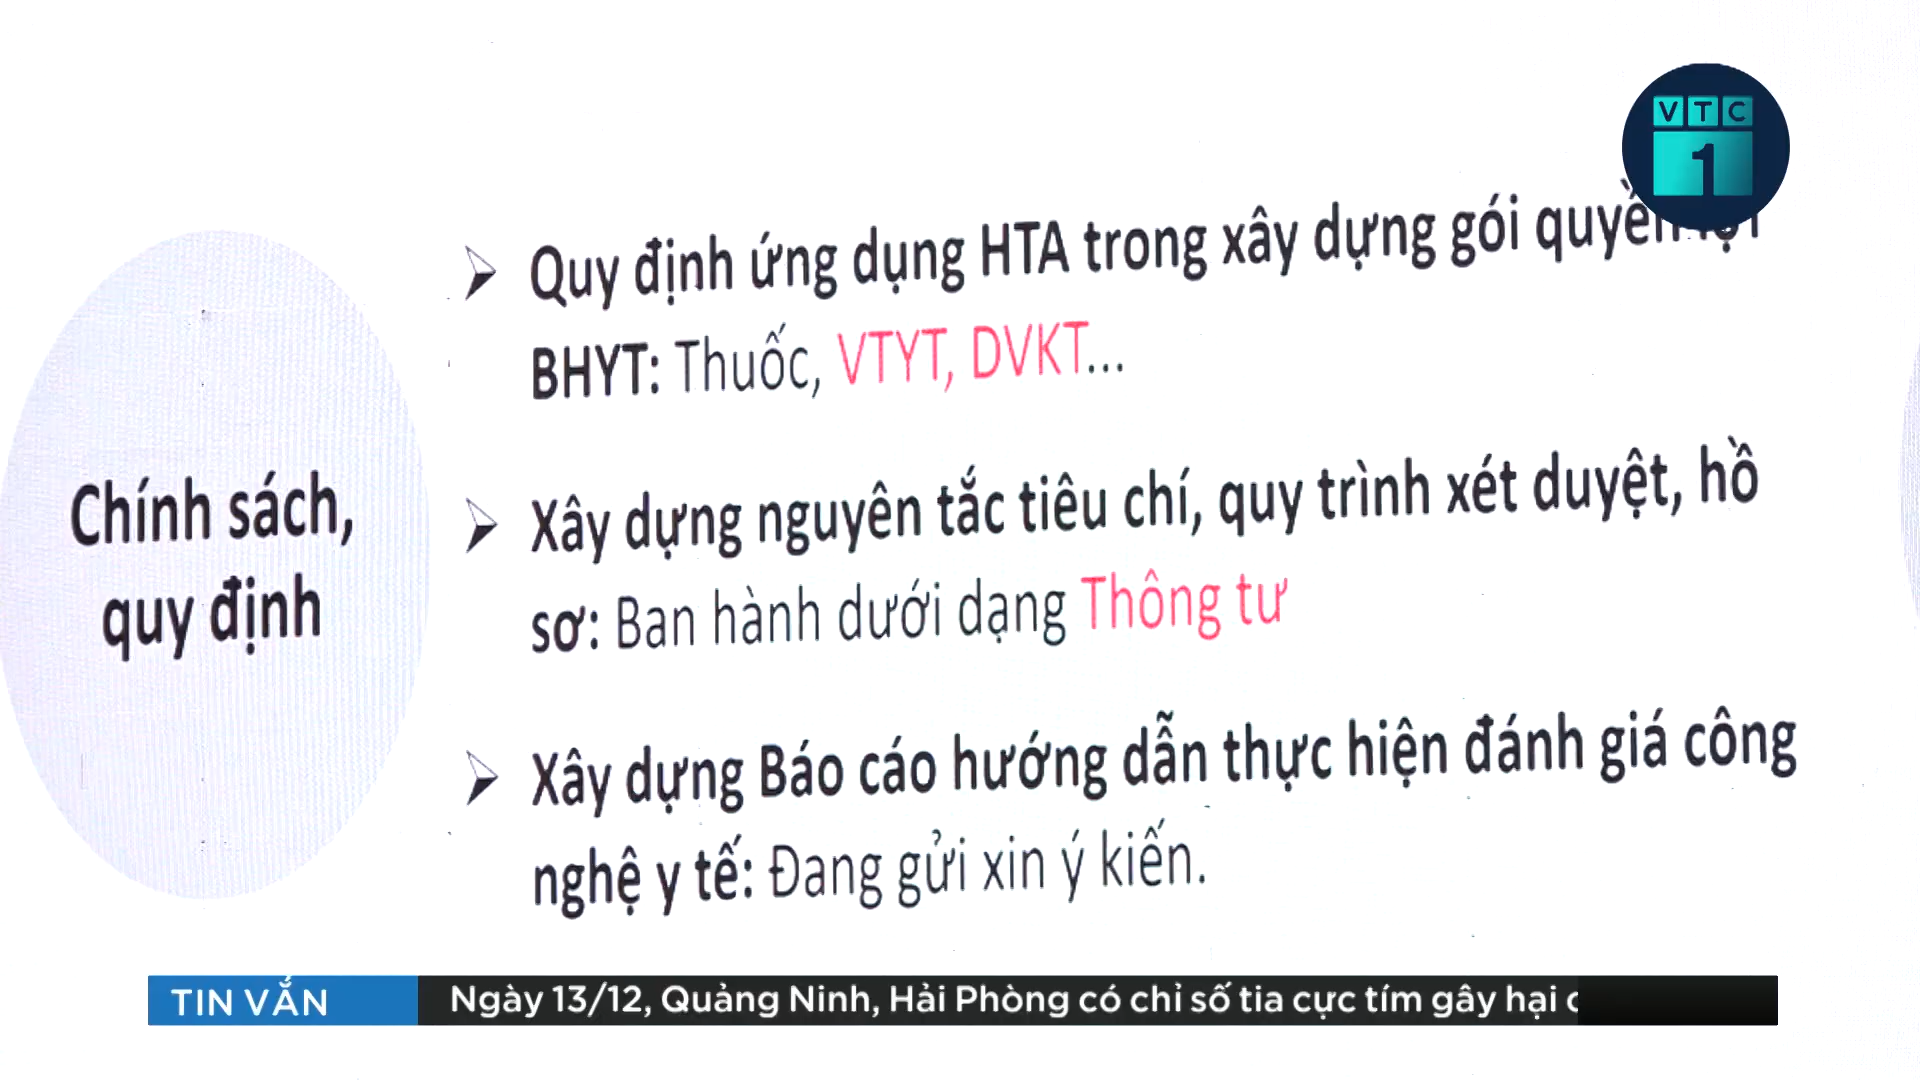 VTC
1
Quy định ứng dụng HTA trong xây dựng gói
BHYT: Thuốc, VTYT, DVKT...
Chính sách,
quy định
Xây dựng nguyên tắc tiêu chí, quy trình xét duyệt, hồ
sơ: Ban hành dưới dạng Thông tư
Xây dựng Báo cáo hướng dẫn thực hiện đánh giá công
nghệ y tế: Đang gửi xin ý kiến.
TIN VẮN
Ngày 13/12, Quảng Ninh, Hải Phòng có chỉ số tia cực tím gây hại